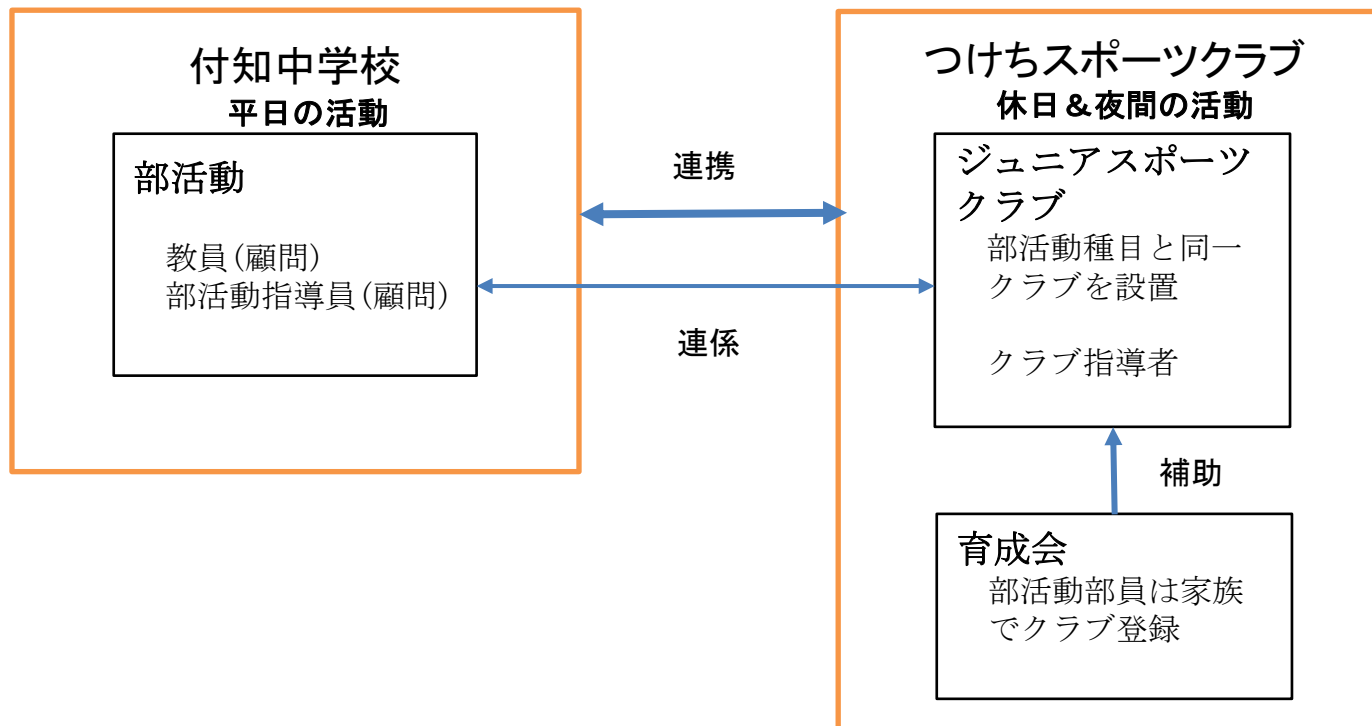 付知中学校
平日の活動
部活動
教員(顧問)
部活動指導員(顧問)
連携
連係
つけちスポーツクラブ
休日&夜間の活動
ジュニアスポーツ
クラブ
部活動種目と同一
クラブを設置
クラブ指導者
補助
育成会
部活動部員は家族
でクラブ登録